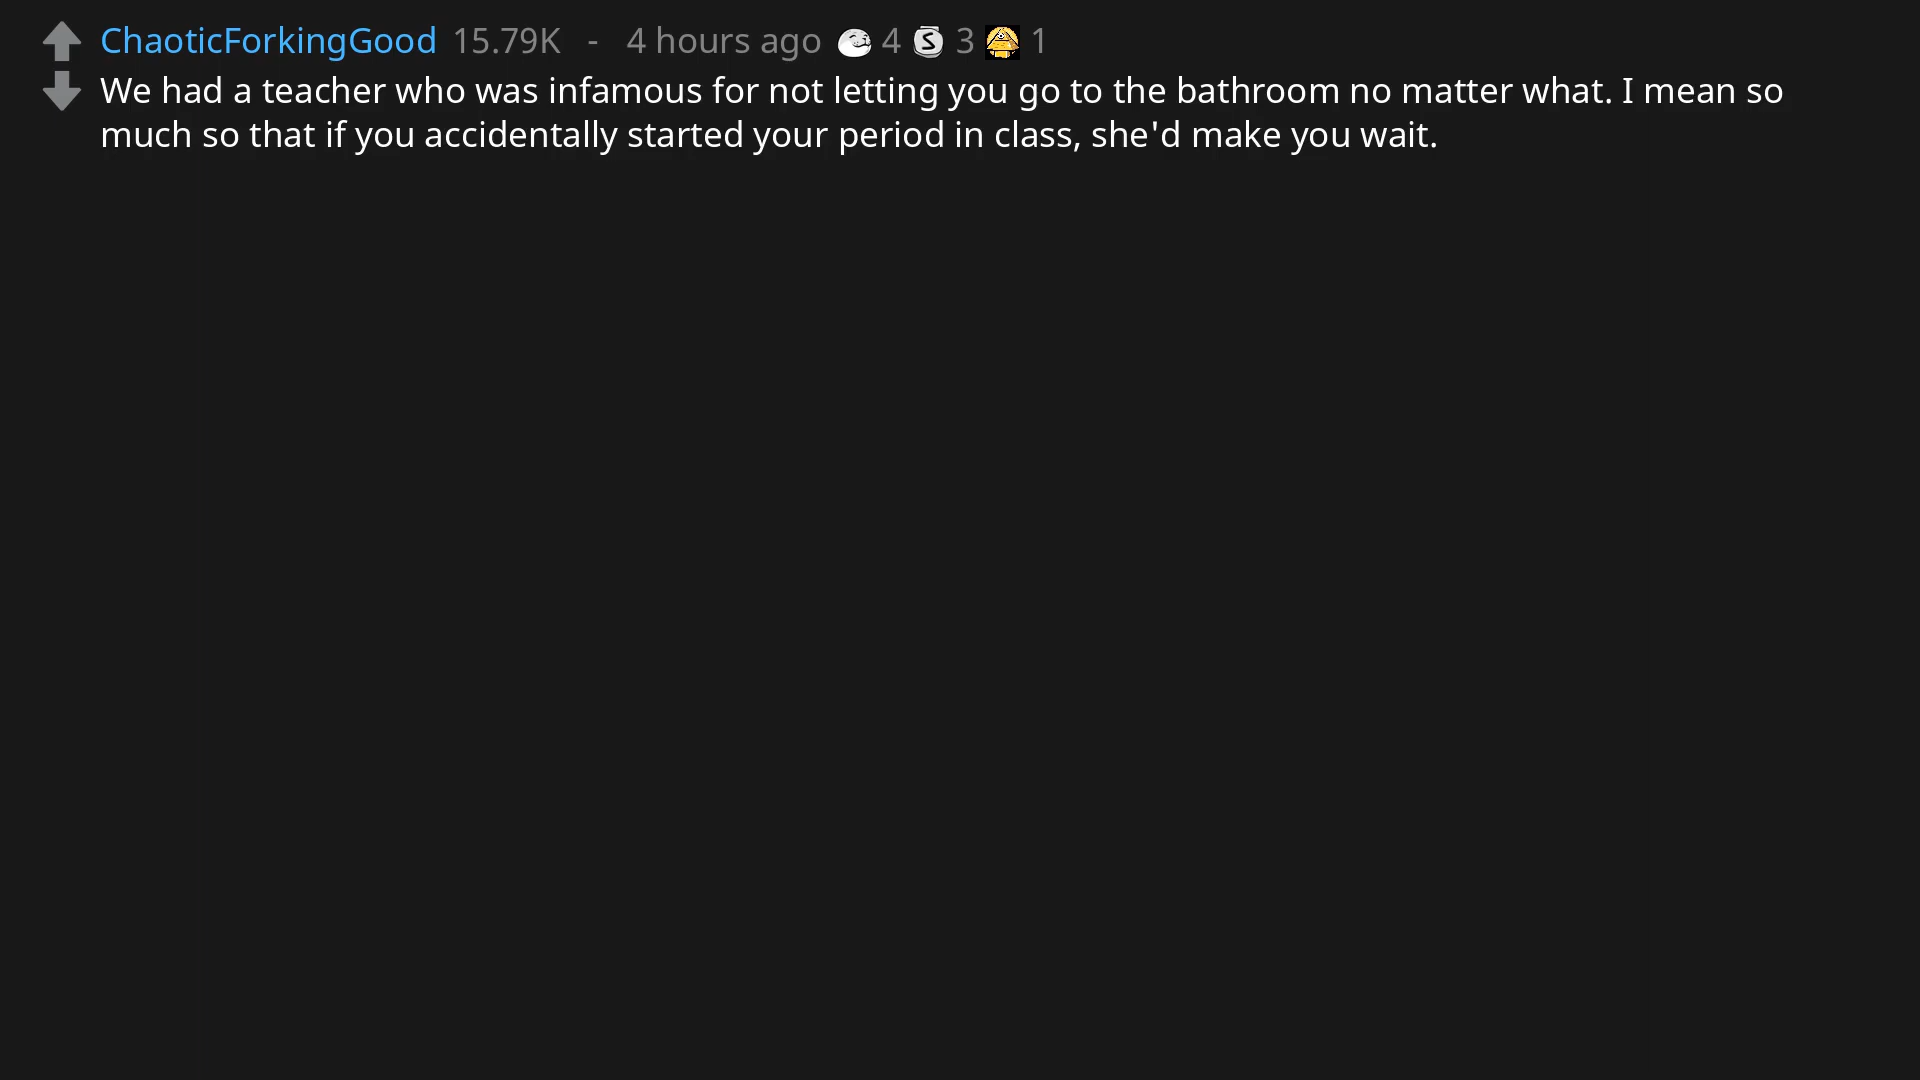 ChaoticForkingGood 15.79K - 4 hours ago 4 S 3 1
We had a teacher who was infamous for not letting you go to the bathroom no matter what. I mean so
much so that if you accidentally started your period in class, she'd make you wait.